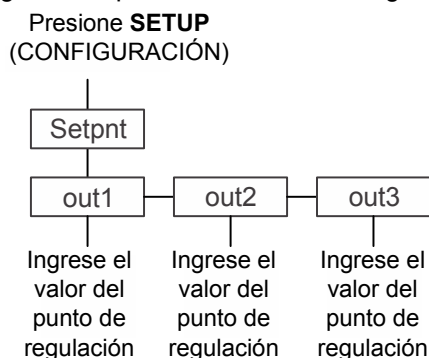 Presione SETUP
(CONFIGURACIÓN)
Setpnt
out1 out2 out3
Ingrese el Ingrese el Ingrese el
valor del valor del valor del
punto de punto de punto de
regulación regulación regulación